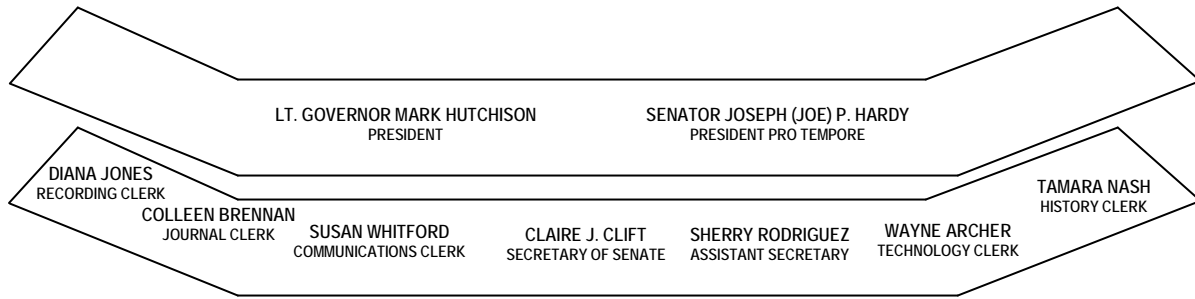 LT. GOVERNOR MARK HUTCHISON
PRESIDENT
SENATOR JOSEPH (JOE) P. HARDY
PRESIDENT PRO TEMPORE
DIANA JONES
RECORDING CLERK
COLLEEN BRENNAN
JOURNAL CLERK
SUSAN WHITFORD
COMMUNICATIONS CLERK
CLAIRE J. CLIFT
SECRETARY OF SENATE
SHERRY RODRIGUEZ
ASSISTANT SECRETARY
WAYNE ARCHER
TECHNOLOGY CLERK
TAMARA NASH
HISTORY CLERK